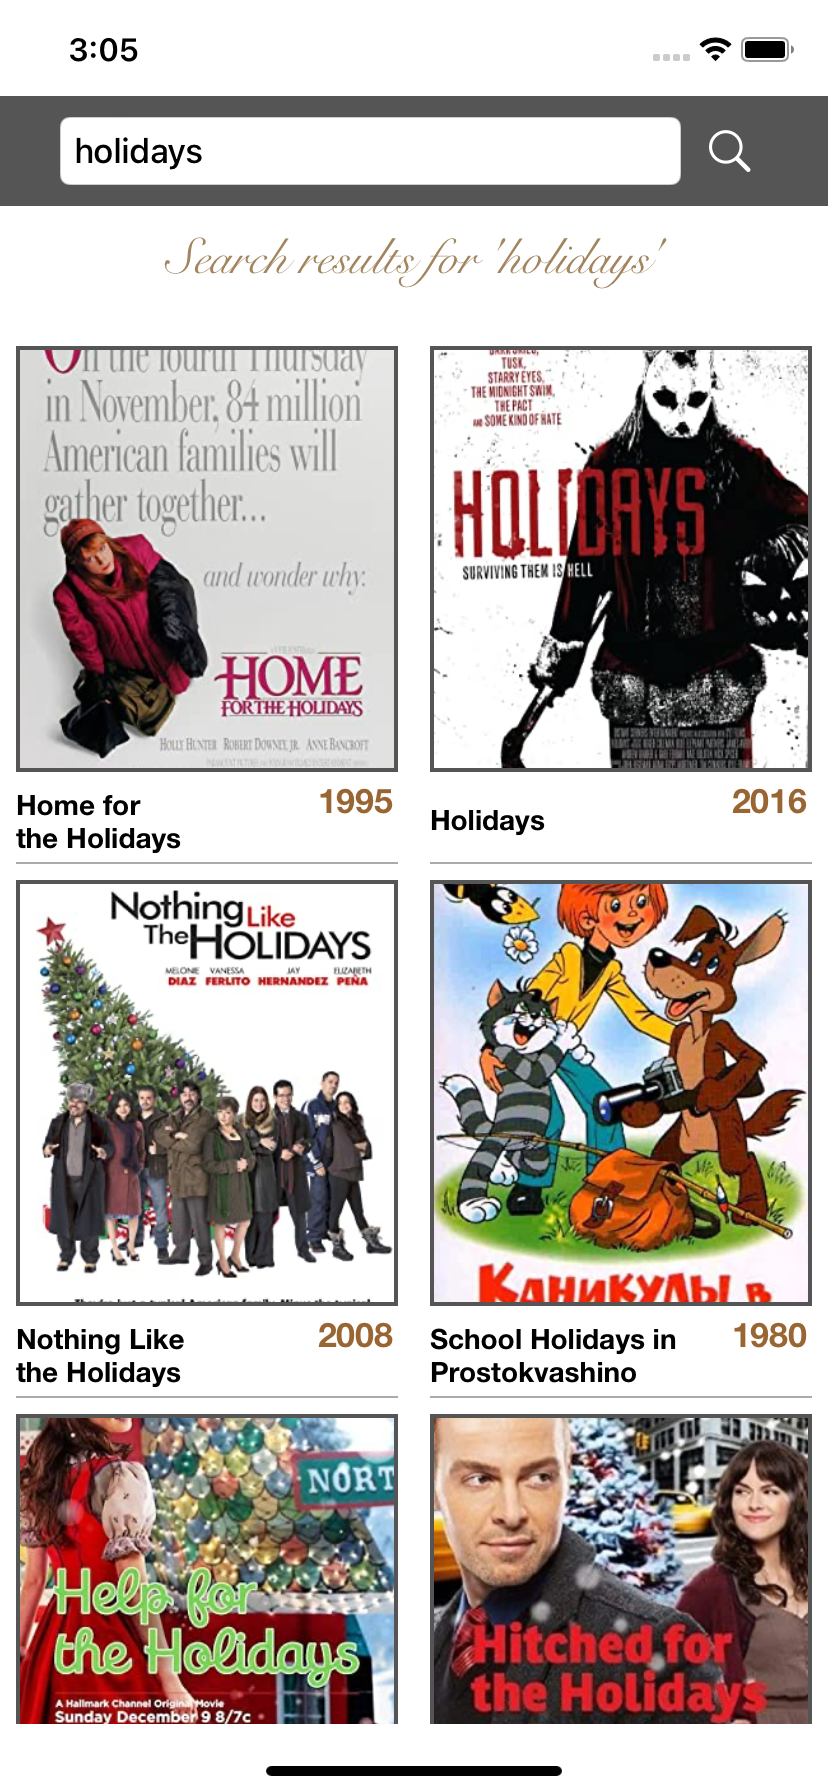 3:05
holidays
Search results for 'holidays'
On the fourth Thursday
in November, 84 million
American families will
gather together...
and wonder why.
HOME
FOR THE HOLIDAYS
HOLLY HUNTER ROBERT DOWNEY, JR. ANNE BANCROFT
DARK SKIES,
TUSK,
STARRY EYES,
THE MIDNIGHT SWIM,
THE PACT
AND SOME KIND OF HATE
HOLIDAYS
SURVIVING THEM IS HELL
Home for
the Holidays
1995
Holidays
2016
Nothing Like
The HOLIDAYS
MELONIE VANESSA JAY ELIZABETH
DIAZ FERLITO HERNANDEZ PEÑA
Каникулы в
Nothing Like
the Holidays
2008
School Holidays in
Prostokvashino
1980
NORT
Help for
the Holidays
A Hallmark Channel Original Movie
Sunday December 9 8/7c
Hitched for
the Holidays